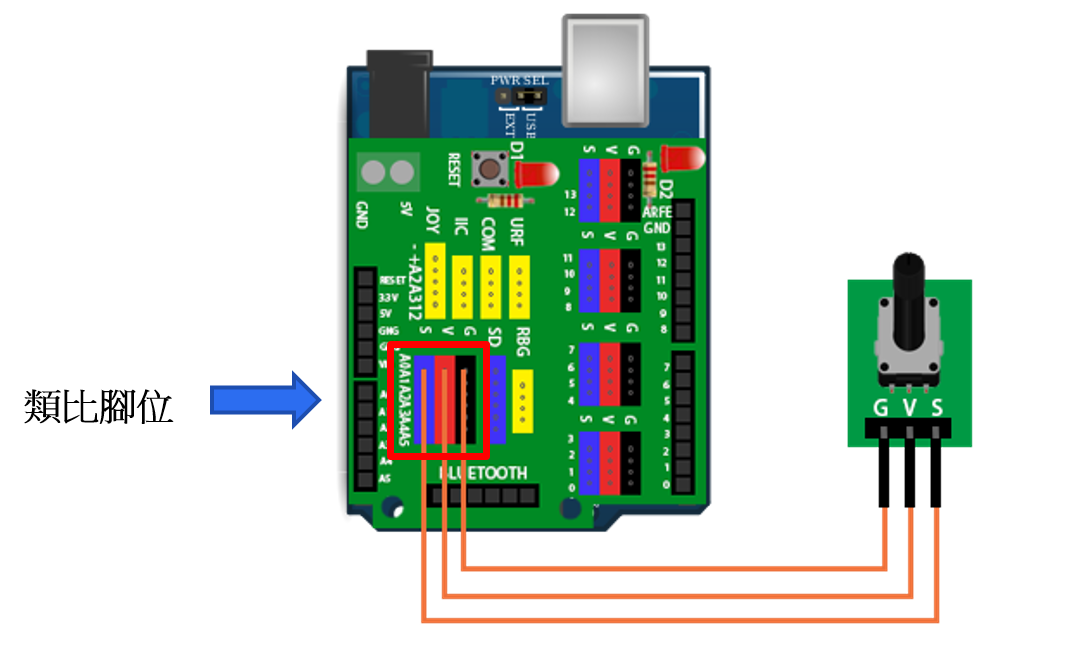 PWR SEL
EXT
USB
D1
RESET
S V G
D2
13
12
GND
5V
JOY
IIC
COM
URF
ARFE
GND
13
12
11
10
9
8
S V G
11
10
9
8
- +A2A312
RESET
33V
5V
GNG
S V G
SD
RBG
S V G
7
6
5
4
A0A1A2A3A4A5
7
6
5
4
3
2
1
0
類比腳位
A4
A5
S V G
3
2
1
0
BLUETOOTH
G V S